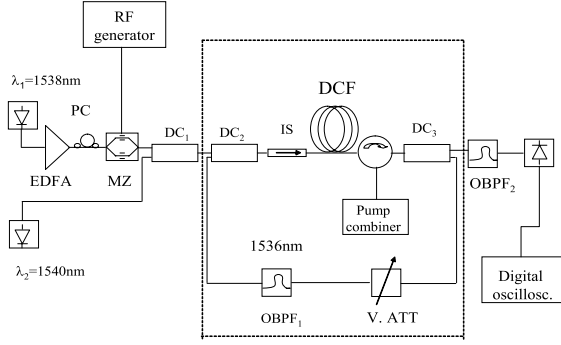 RF
generator
λ1=1538nm
PC
EDFA
MZ
DC1
DC2
IS
DCF
DC3
OBPF2
Pump
combiner
1536nm
λ2=1540nm
OBPF1
V. ATT
Digital
oscillosc.